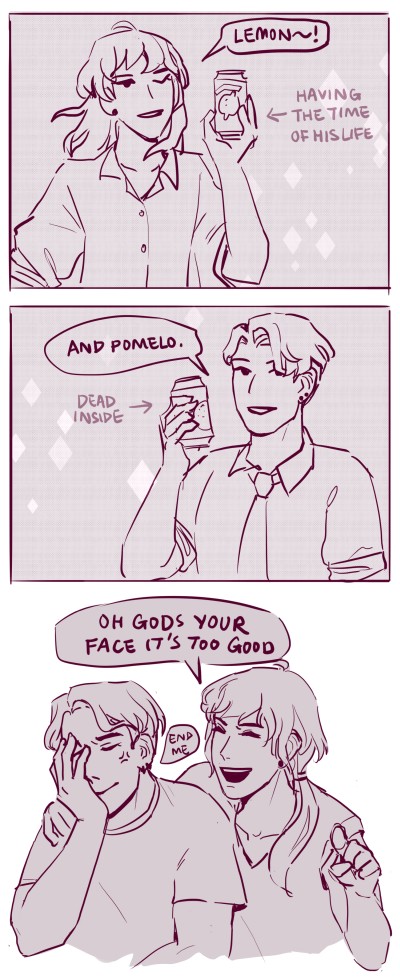 LEMON~!
← HAVING
THE TIME
OF HIS LIFE
AND POMELO.
DEAD
INSIDE →
OH GODS YOUR
FACE IT'S TOO GOOD
END
ME